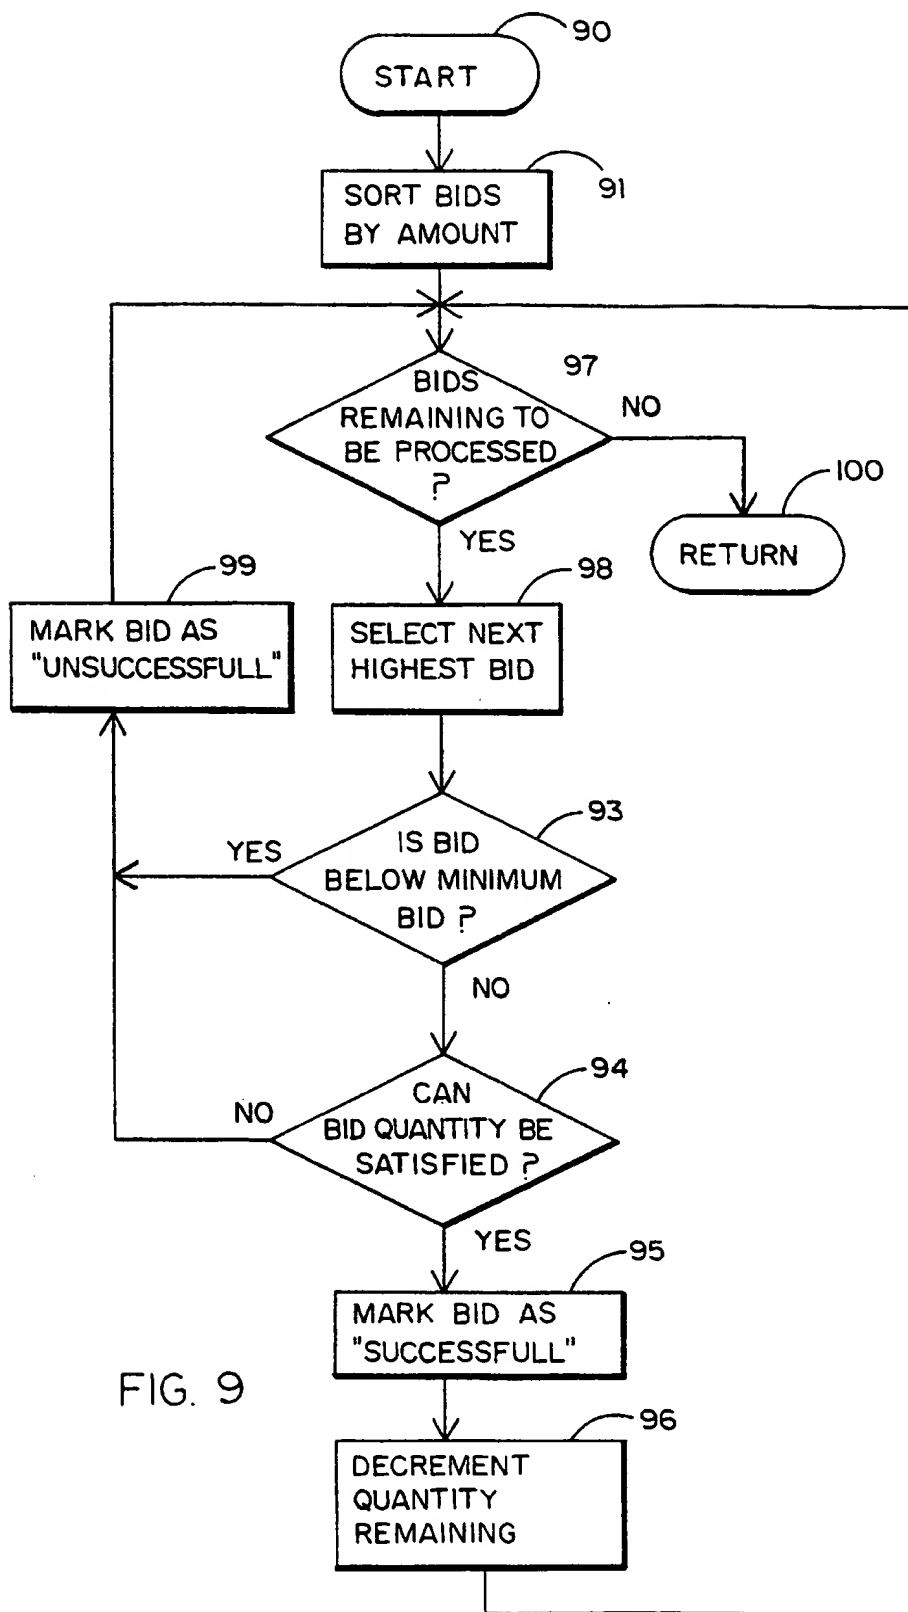 90
START
91
SORT BIDS
BY AMOUNT
97
BIDS
REMAINING TO
BE PROCESSED
?
NO
100
RETURN
YES
99
MARK BID AS
"UNSUCCESSFULL"
98
SELECT NEXT
HIGHEST BID
93
YES
IS BID
BELOW MINIMUM
BID ?
NO
94
NO
CAN
BID QUANTITY BE
SATISFIED ?
YES
95
MARK BID AS
"SUCCESSFULL"
FIG. 9
96
DECREMENT
QUANTITY
REMAINING